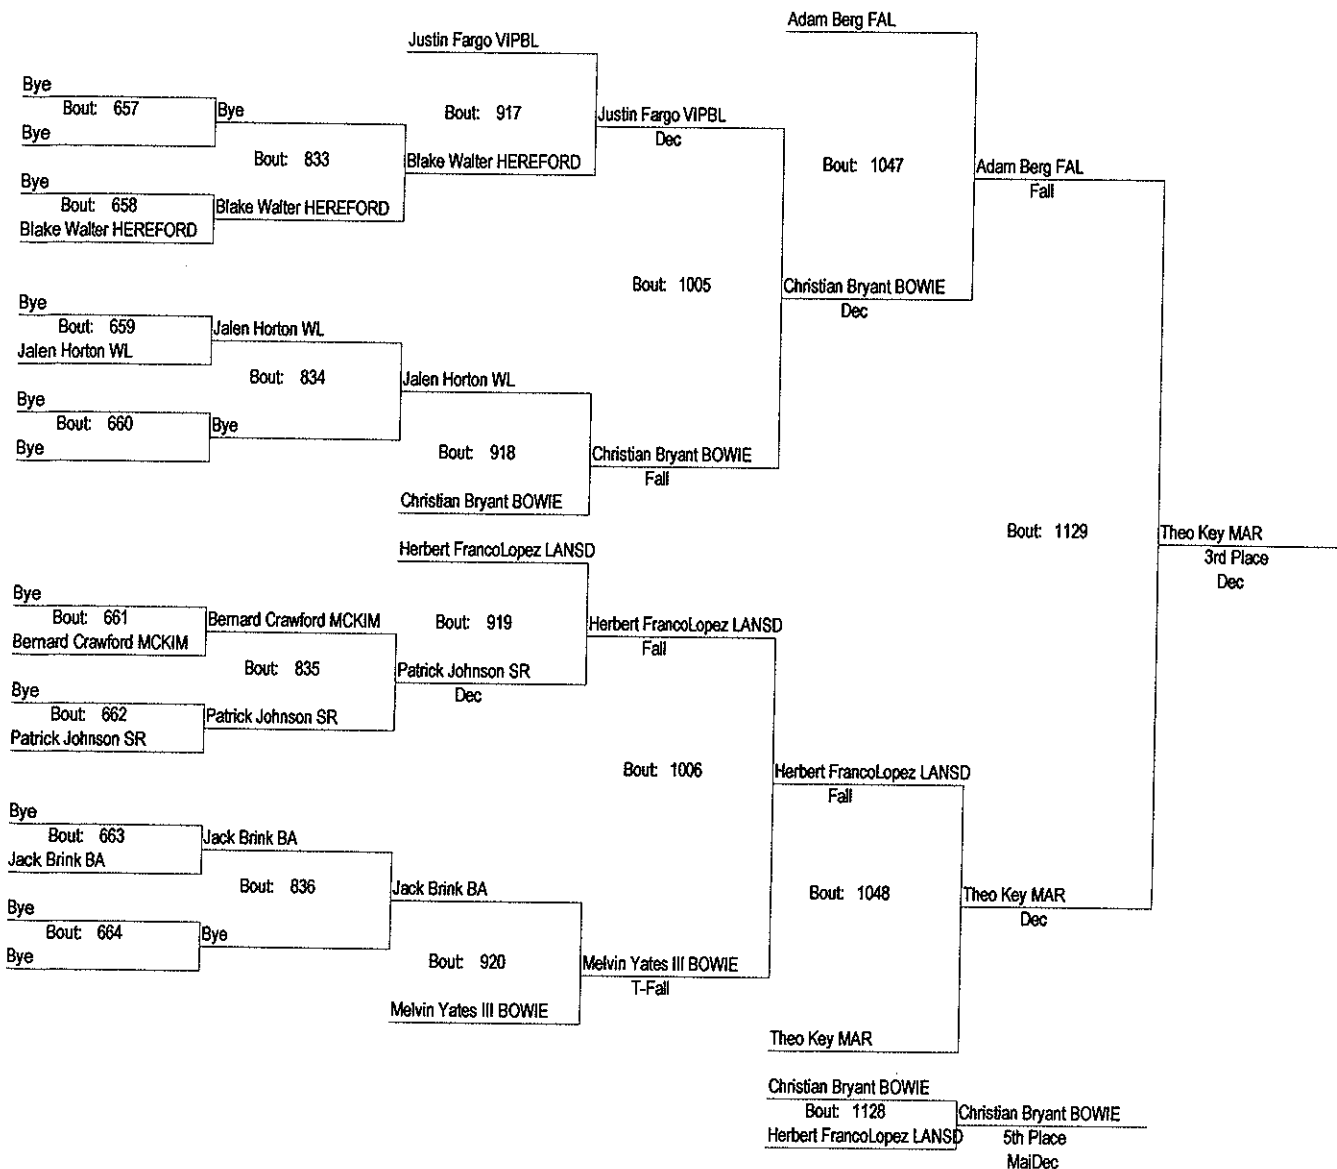 Adam Berg FAL
Justin Fargo VIPBL
Bye
Bout: 657
Bye
Bout: 917
Justin Fargo VIPBL
Dec
Bye
Bout: 833
Blake Walter HEREFORD
Bout: 1047
Adam Berg FAL
Fall
Bye
Bout: 658
Blake Walter HEREFORD
Blake Walter HEREFORD
Bout: 1005
Christian Bryant BOWIE
Dec
Bye
Bout: 659
Jalen Horton WL
Jalen Horton WL
Bout: 834
Jalen Horton WL
Bye
Bout: 660
Bye
Bye
Bout: 918
Christian Bryant BOWIE
Fall
Christian Bryant BOWIE
Bout: 1129
Theo Key MAR
3rd Place
Dec
Herbert FrancoLopez LANSD
Bye
Bout: 661
Bernard Crawford MCKIM
Bernard Crawford MCKIM
Bout: 919
Herbert FrancoLopez LANSD
Fall
Bout: 835
Patrick Johnson SR
Dec
Bye
Bout: 662
Patrick Johnson SR
Patrick Johnson SR
Bout: 1006
Herbert FrancoLopez LANSD
Fall
Bye
Bout: 663
Jack Brink BA
Jack Brink BA
Bout: 836
Jack Brink BA
Bout: 1048
Theo Key MAR
Dec
Bye
Bout: 664
Bye
Bye
Bout: 920
Melvin Yates III BOWIE
T-Fall
Melvin Yates III BOWIE
Theo Key MAR
Christian Bryant BOWIE
Bout: 1128
Christian Bryant BOWIE
Herbert FrancoLopez LANSD
5th Place
MajDec